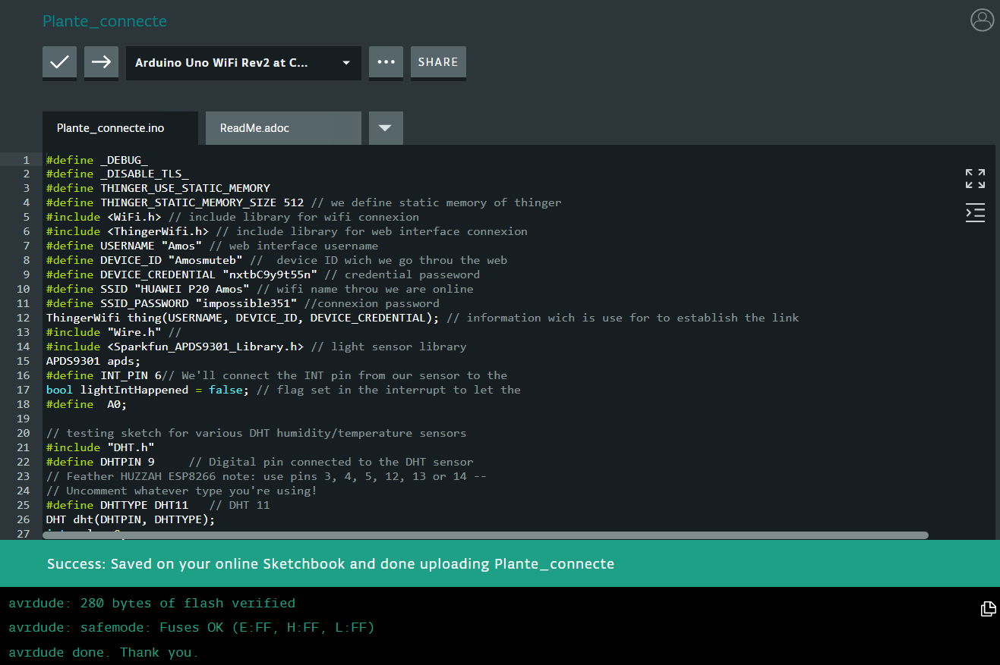 Plante_connecte
Arduino Uno WiFi Rev2 at C...
SHARE
Plante_connecte.ino
ReadMe.adoc
1 #define _DEBUG_
2 #define _DISABLE_TLS_
3 #define THINGER_USE_STATIC_MEMORY
4 #define THINGER_STATIC_MEMORY_SIZE 512 // we define static memory of thinger
5 #include <WiFi.h> // include library for wifi connexion
6 #include <ThingerWifi.h> // include library for web interface connexion
7 #define USERNAME "Amos" // web interface username
8 #define DEVICE_ID "Amosmuteb" //  device ID wich we go throu the web
9 #define DEVICE_CREDENTIAL "nxtbC9y9t55n" // credential passeword
10 #define SSID "HUAWEI P20 Amos" // wifi name throu we are online
11 #define SSID_PASSWORD "impossible351" //connexion password
12 ThingerWifi thing(USERNAME, DEVICE_ID, DEVICE_CREDENTIAL); // information wich is use for to establish the link
13 #include "Wire.h" //
14 #include <Sparkfun_APDS9301_Library.h> // light sensor library
15 APDS9301 apds;
16 #define INT_PIN 6// We'll connect the INT pin from our sensor to the
17 bool lightIntHappened = false; // flag set in the interrupt to let the
18 #define  A0;
19
20 // testing sketch for various DHT humidity/temperature sensors
21 #include "DHT.h"
22 #define DHTPIN 9     // Digital pin connected to the DHT sensor
23 // Feather HUZZAH ESP8266 note: use pins 3, 4, 5, 12, 13 or 14 --
24 // Uncomment whatever type you're using!
25 #define DHTTYPE DHT11   // DHT 11
26 DHT dht(DHTPIN, DHTTYPE);
27
Success: Saved on your online Sketchbook and done uploading Plante_connecte
avrdude: 280 bytes of flash verified
avrdude: safemode: Fuses OK (E:FF, H:FF, L:FF)
avrdude done. Thank you.